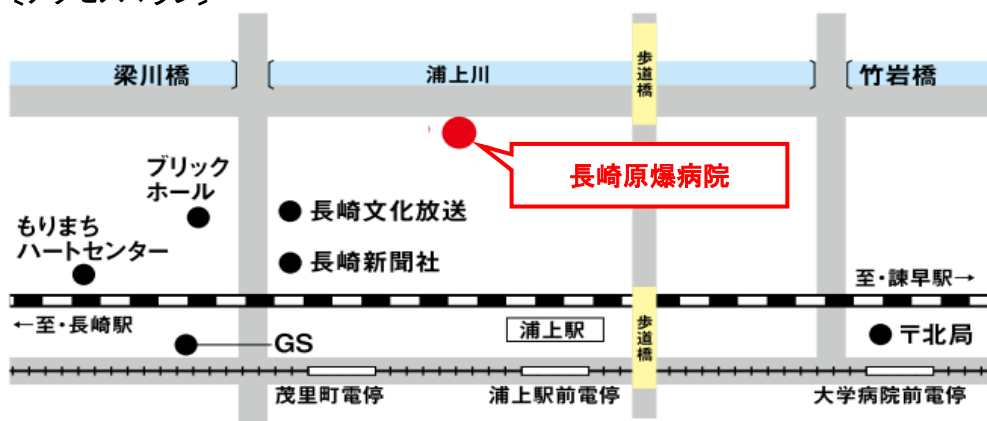 梁川橋
浦上川
歩道橋
竹岩橋
長崎原爆病院
ブリック
ホール
長崎文化放送
もりまち
ハートセンター
長崎新聞社
至・諫早駅→
←至・長崎駅
GS
浦上駅
歩道橋
〒北局
茂里町電停
浦上駅前電停
大学病院前電停